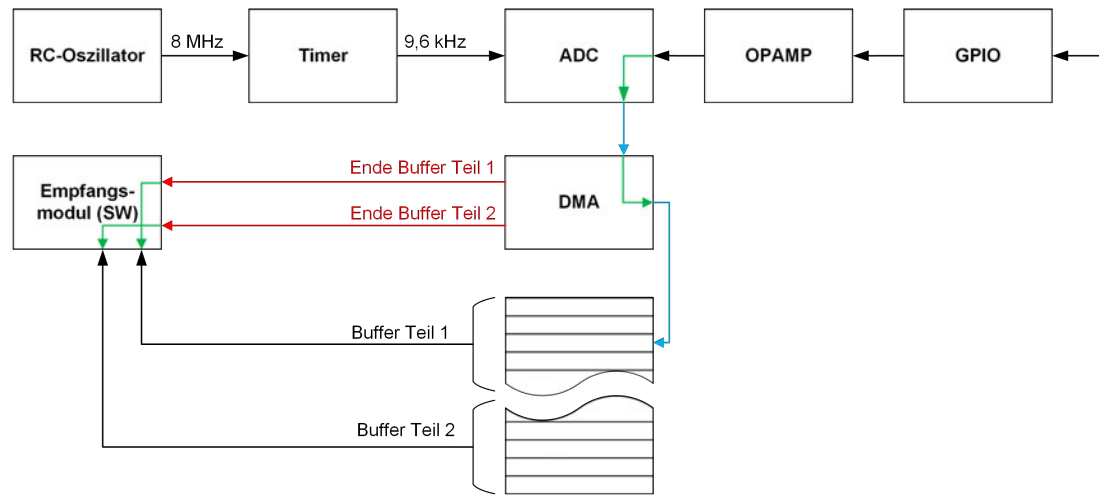 RC-Oszillator
8 MHz
Timer
9,6 kHz
ADC
OPAMP
GPIO
Empfangs-
modul (SW)
Ende Buffer Teil 1
Ende Buffer Teil 2
DMA
Buffer Teil 1
Buffer Teil 2